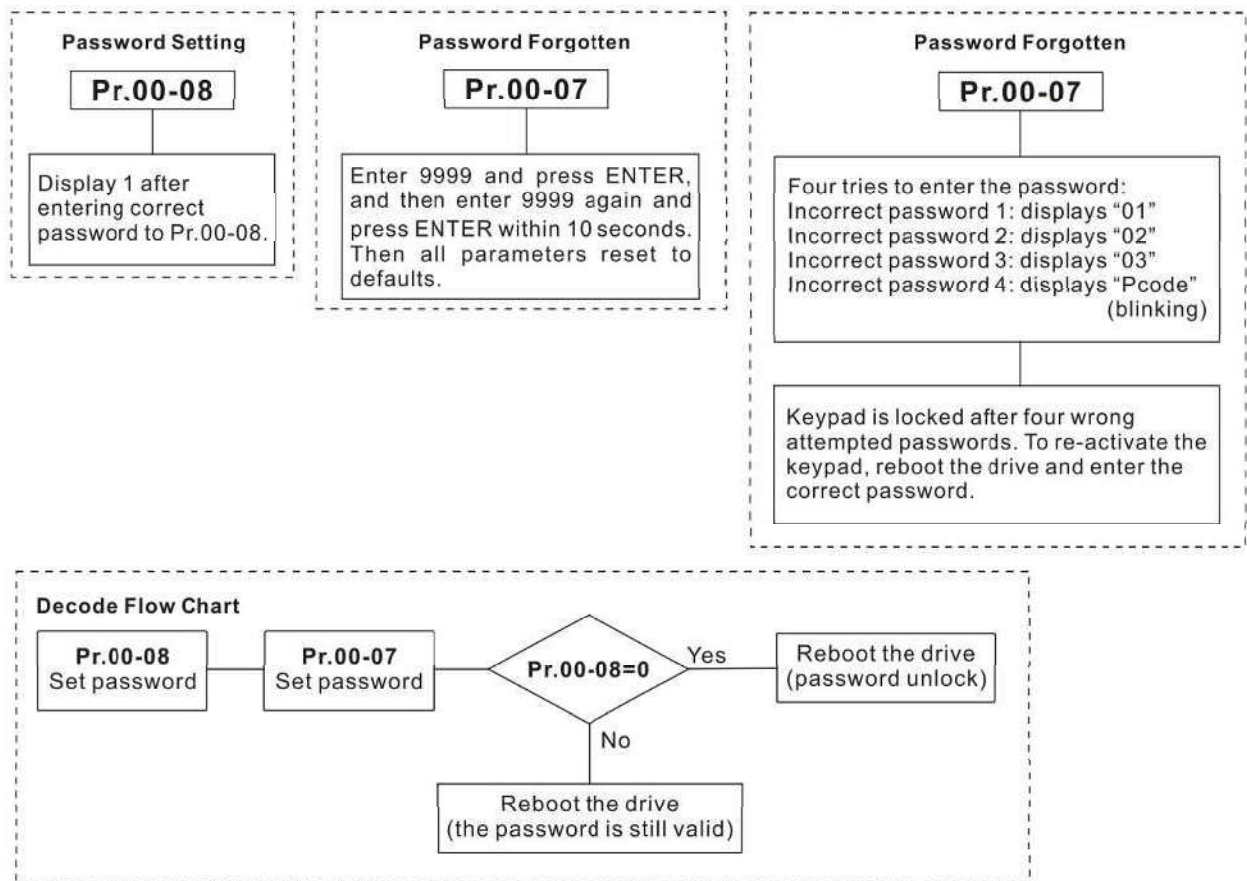 Password Setting
Pr.00-08
Display 1 after
entering correct
password to Pr.00-08.
Password Forgotten
Pr.00-07
Enter 9999 and press ENTER,
and then enter 9999 again and
press ENTER within 10 seconds.
Then all parameters reset to
defaults.
Password Forgotten
Pr.00-07
Four tries to enter the password:
Incorrect password 1: displays “01”
Incorrect password 2: displays “02”
Incorrect password 3: displays “03”
Incorrect password 4: displays “Pcode”
(blinking)
Keypad is locked after four wrong
attempted passwords. To re-activate the
keypad, reboot the drive and enter the
correct password.
Decode Flow Chart
Pr.00-08
Set password
Pr.00-07
Set password
Pr.00-08=0
Yes
Reboot the drive
(password unlock)
No
Reboot the drive
(the password is still valid)